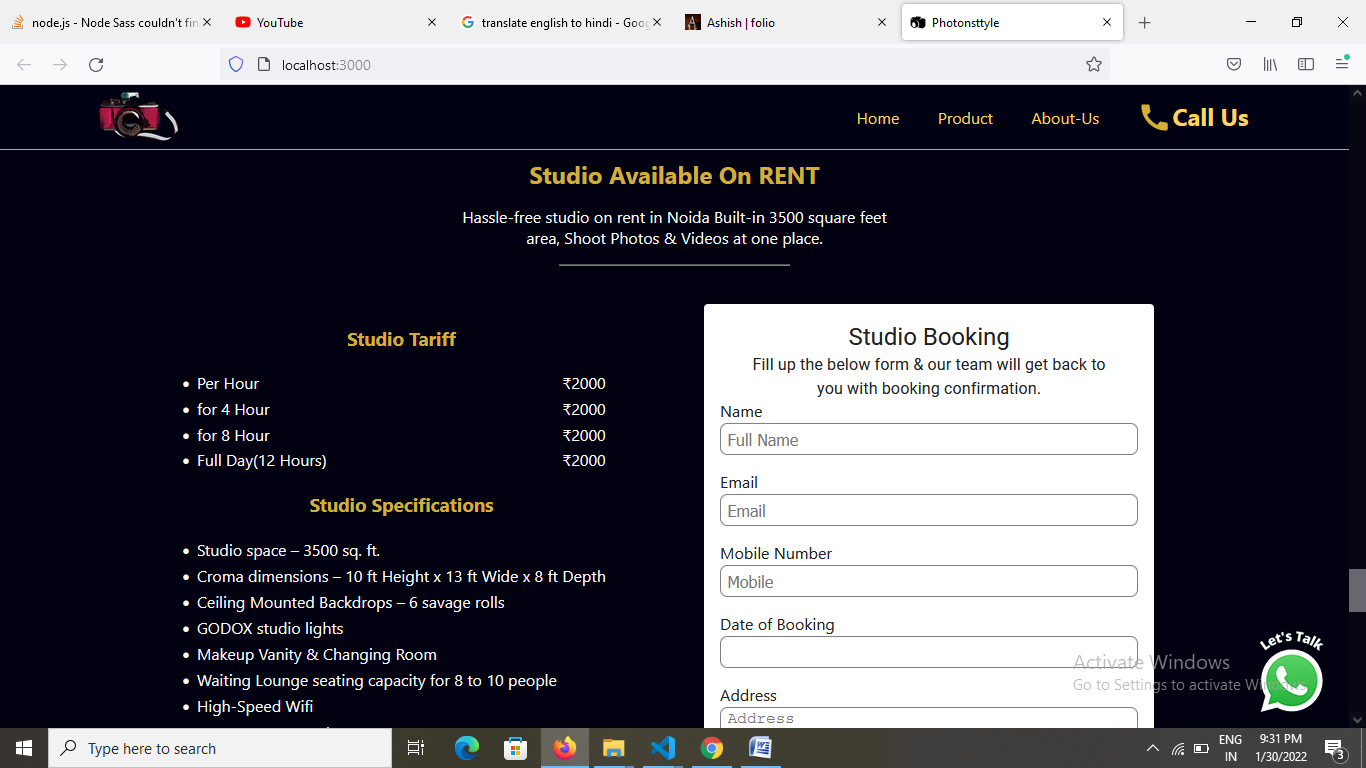 node.js - Node Sass couldn't fin
YouTube
translate english to hindi - Goog
Ashish | folio
Photonsttyle
localhost:3000
Home
Product
About-Us
Call Us
Studio Available On RENT
Hassle-free studio on rent in Noida Built-in 3500 square feet
area, Shoot Photos & Videos at one place.
Studio Tariff
• Per Hour ₹2000
• for 4 Hour ₹2000
• for 8 Hour ₹2000
• Full Day(12 Hours) ₹2000
Studio Specifications
• Studio space – 3500 sq. ft.
• Croma dimensions – 10 ft Height x 13 ft Wide x 8 ft Depth
• Ceiling Mounted Backdrops – 6 savage rolls
• GODOX studio lights
• Makeup Vanity & Changing Room
• Waiting Lounge seating capacity for 8 to 10 people
• High-Speed Wifi
Studio Booking
Fill up the below form & our team will get back to
you with booking confirmation.
Name
Full Name
Email
Email
Mobile Number
Mobile
Date of Booking
Address
Address
Let's Talk
Activate Windows
Go to Settings to activate Windows.
Type here to search
ENG
IN
9:31 PM
1/30/2022
3